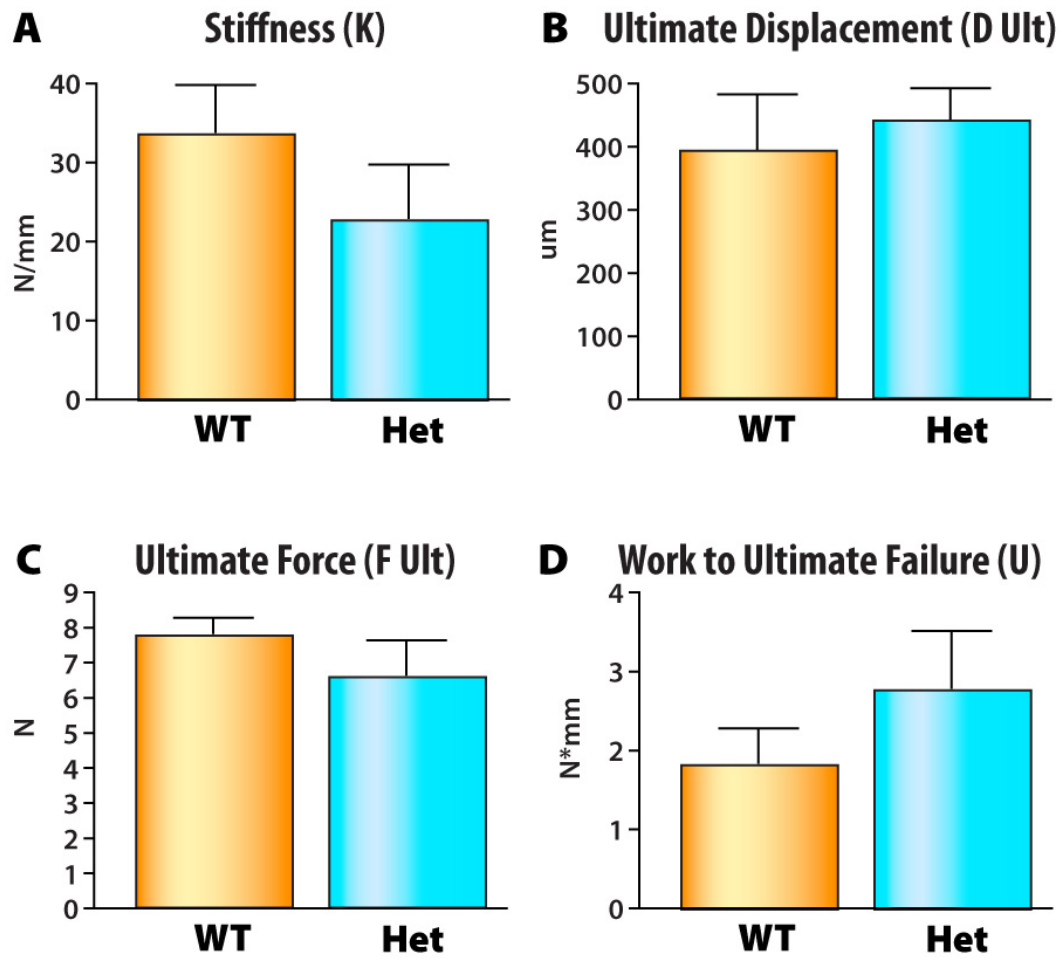 A Stiffness (K)
40
30
20
10
0
N/mm
WT Het
B Ultimate Displacement (D Ult)
500
400
300
200
100
0
um
WT Het
C Ultimate Force (F Ult)
9
8
7
6
5
4
3
2
1
0
N
WT Het
D Work to Ultimate Failure (U)
4
3
2
1
0
N*mm
WT Het